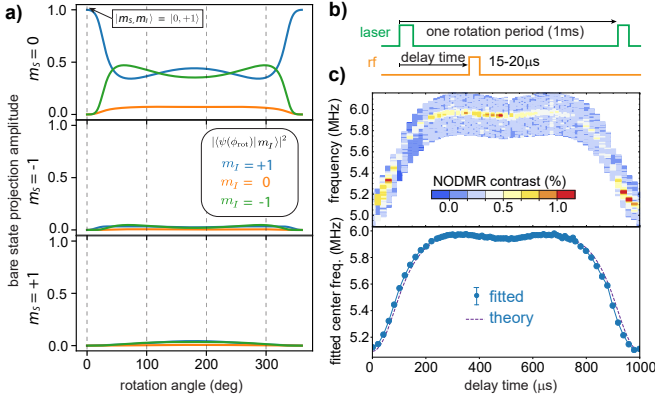 a)
1.0
0.5
0.0
1.0
0.5
0.0
1.0
0.5
0.0
0 100 200 300
rotation angle (deg)
bare state projection amplitude
m_S = 0
m_S = -1
m_S = +1
|m_S, m_I⟩ = |0, +1⟩
|⟨ψ(ϕ_rot)|m_I⟩|²
m_I = +1
m_I = 0
m_I = -1
b)
laser
one rotation period (1ms)
rf
delay time
15-20μs
c)
6.0
5.8
5.6
5.4
5.2
5.0
frequency (MHz)
NODMR contrast (%)
0.0 0.5 1.0
6.0
5.8
5.6
5.4
5.2
fitted center freq. (MHz)
fitted
theory
0 200 400 600 800 1000
delay time (μs)